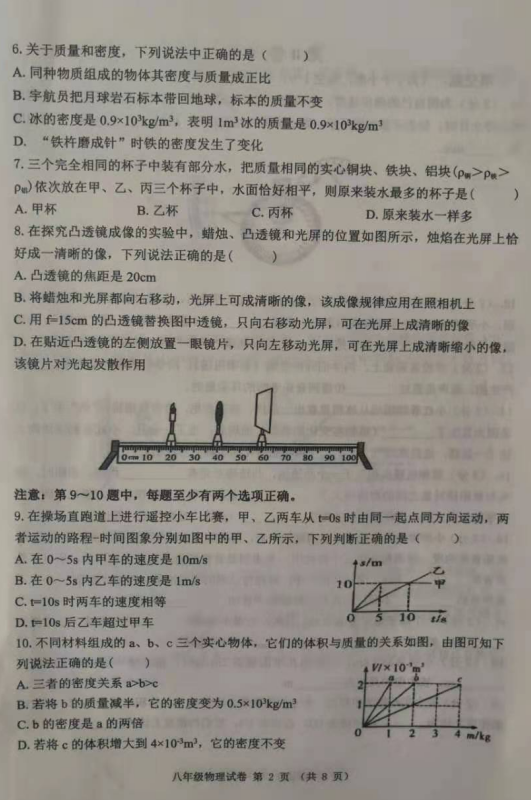 6.关于质量和密度，下列说法中正确的是（　　）
A. 同种物质组成的物体其密度与质量成正比
B. 宇航员把月球岩石标本带回地球，标本的质量不变
C. 冰的密度是 0.9×10³kg/m³，表明 1m³ 冰的质量是 0.9×10³kg/m³
D. “铁杵磨成针”时铁的密度发生了变化
7.三个完全相同的杯子中装有部分水，把质量相同的实心铜块、铁块、铝块(ρ铜＞ρ铁＞
ρ铝)依次放在甲、乙、丙三个杯子中，水面恰好相平，则原来装水最多的杯子是(　　)
A. 甲杯 B. 乙杯 C. 丙杯 D. 原来装水一样多
8.在探究凸透镜成像的实验中，蜡烛、凸透镜和光屏的位置如图所示，烛焰在光屏上恰
好成一清晰的像，下列说法正确的是(　　)
A. 凸透镜的焦距是 20cm
B. 将蜡烛和光屏都向右移动，光屏上可成清晰的像，该成像规律应用在照相机上
C. 用 f=15cm 的凸透镜替换图中透镜，只向右移动光屏，可在光屏上成清晰的像
D. 在贴近凸透镜的左侧放置一眼镜片，只向左移动光屏，可在光屏上成清晰缩小的像，
该镜片对光起发散作用
0cm 10 20 30 40 50 60 70 80 90 100
注意：第 9～10 题中，每题至少有两个选项正确。
9.在操场直跑道上进行遥控小车比赛，甲、乙两车从 t=0s 时由同一起点同方向运动，两
者运动的路程-时间图象分别如图中的甲、乙所示，下列判断正确的是（　　）
A. 在 0～5s 内甲车的速度是 10m/s
B. 在 0～5s 内乙车的速度是 1m/s
C. t=10s 时两车的速度相等
D. t=10s 后乙车超过甲车
s/m
乙
10 甲
0 5 10 t/s
10.不同材料组成的 a、b、c 三个实心物体，它们的体积与质量的关系如图，由图可知下
列说法正确的是(　　)
A. 三者的密度关系 a>b>c
B. 若将 b 的质量减半，它的密度变为 0.5×10³kg/m³
C. b 的密度是 a 的两倍
D. 若将 c 的体积增大到 4×10⁻³m³，它的密度不变
V/×10⁻³m³
2 a b c
1
0 1 2 3 4 m/kg
八年级物理试卷 第 2 页 （共 8 页）